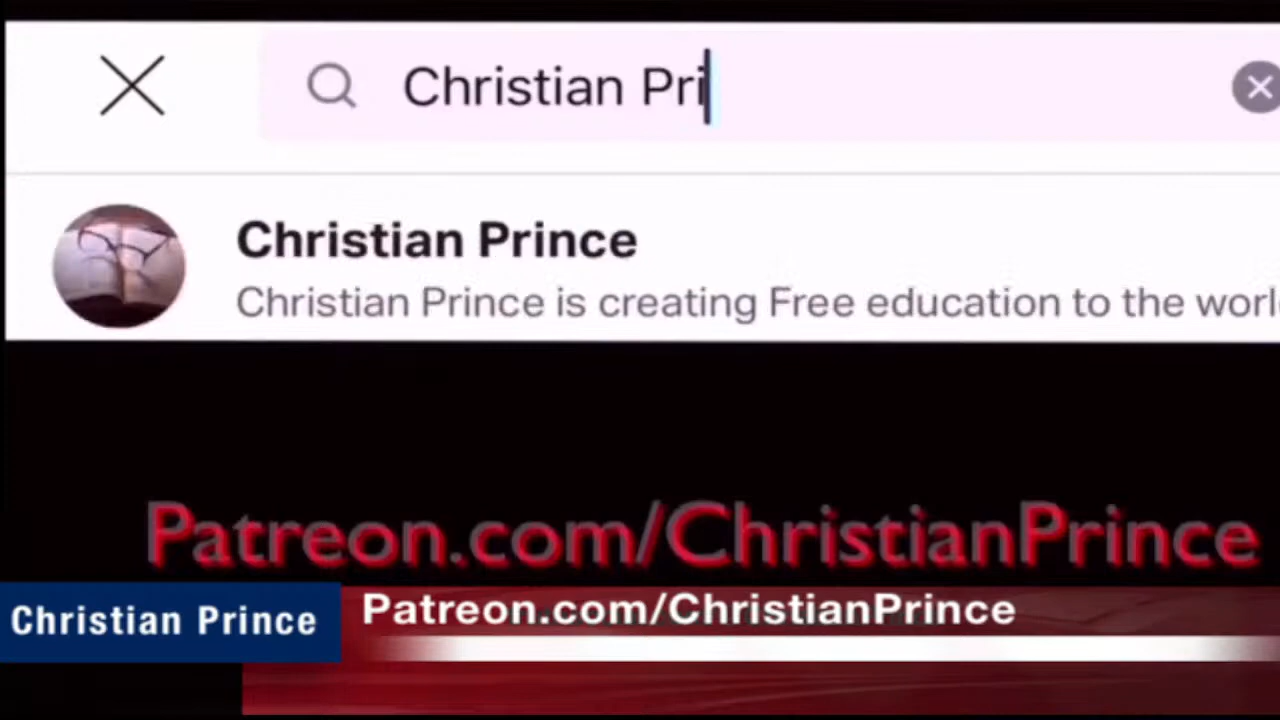 Christian Pri
Christian Prince
Christian Prince is creating Free education to the worl
Patreon.com/ChristianPrince
Christian Prince
Patreon.com/ChristianPrince